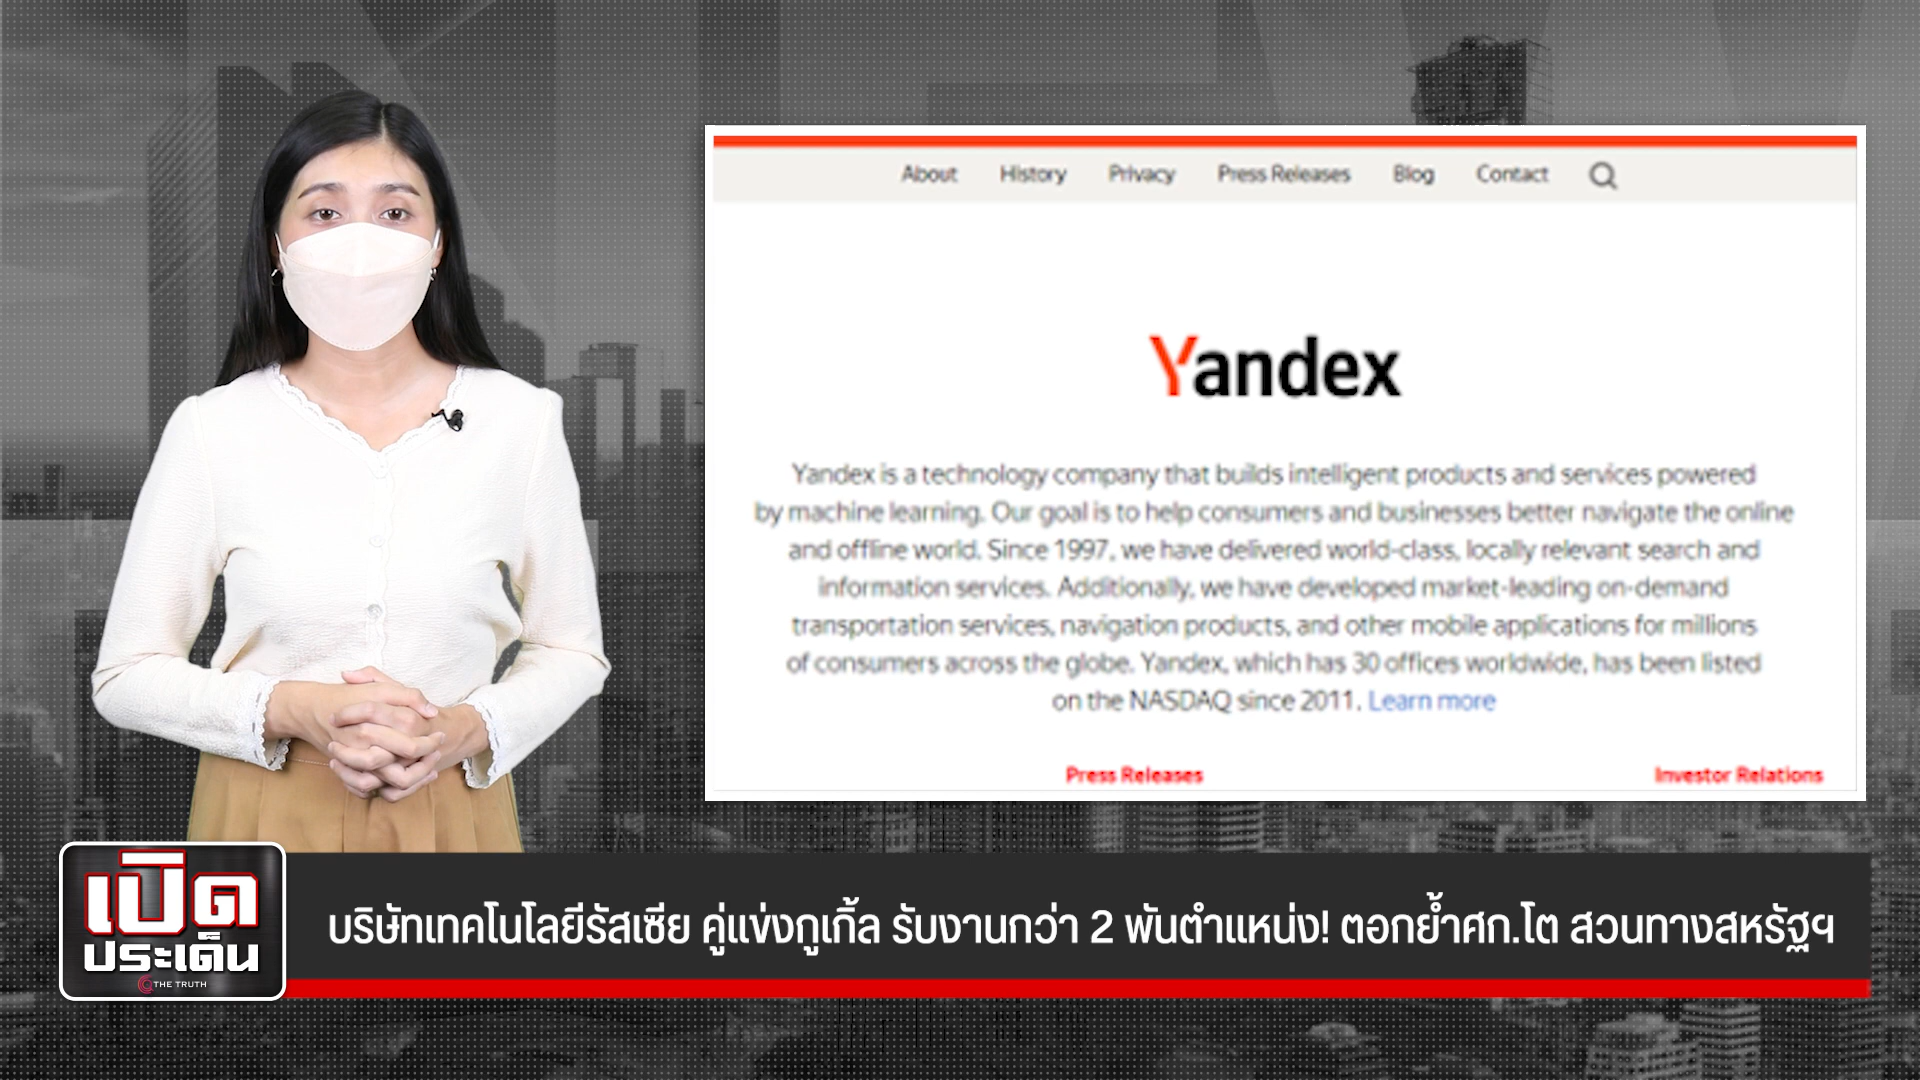 About History Privacy Press Releases Blog Contact
Yandex
Yandex is a technology company that builds intelligent products and services powered
by machine learning. Our goal is to help consumers and businesses better navigate the online
and offline world. Since 1997, we have delivered world-class, locally relevant search and
information services. Additionally, we have developed market-leading on-demand
transportation services, navigation products, and other mobile applications for millions
of consumers across the globe. Yandex, which has 30 offices worldwide, has been listed
on the NASDAQ since 2011. Learn more
Press Releases Investor Relations
เปิด
ประเด็น
THE TRUTH
บริษัทเทคโนโลยีรัสเซีย คู่แข่งกูเกิ้ล รับงานกว่า 2 พันตำแหน่ง! ตอกย้ำศก.โต สวนทางสหรัฐฯ